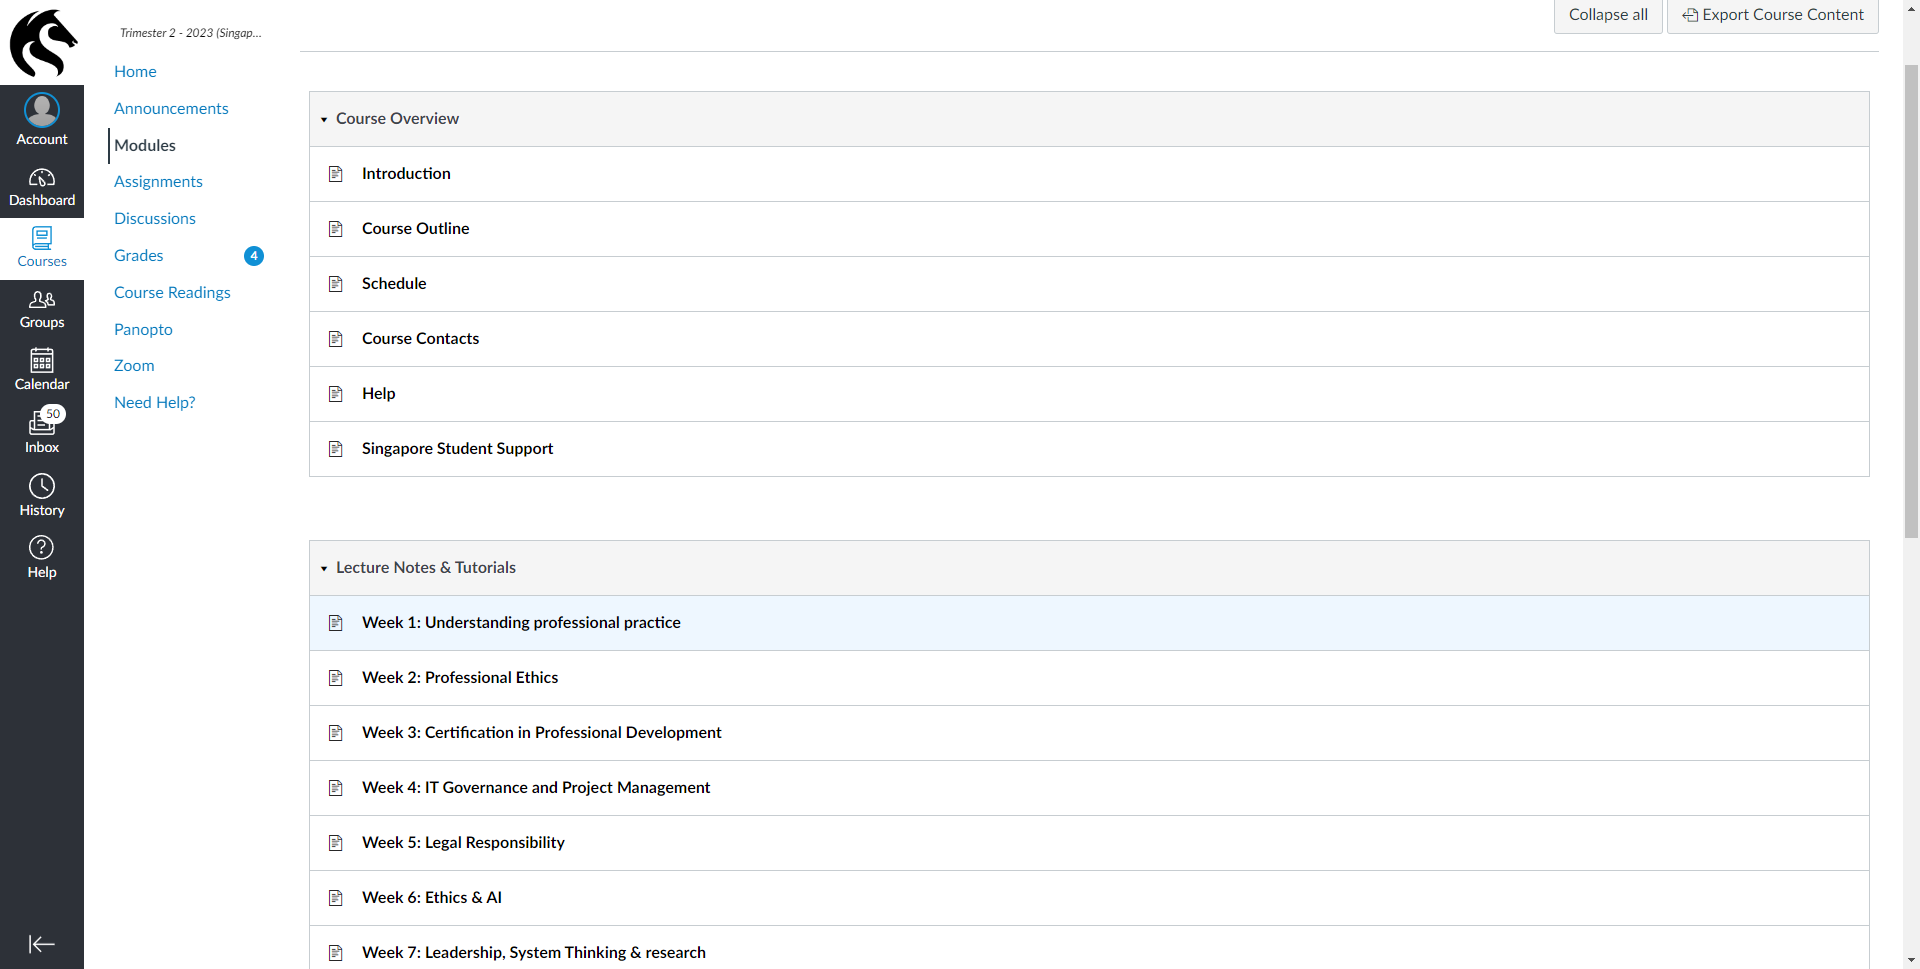 Account
Dashboard
Courses
Groups
Calendar
50
Inbox
History
Help
Trimester 2 - 2023 (Singap...
Home
Announcements
Modules
Assignments
Discussions
Grades 4
Course Readings
Panopto
Zoom
Need Help?
Collapse all
Export Course Content
Course Overview
Introduction
Course Outline
Schedule
Course Contacts
Help
Singapore Student Support
Lecture Notes & Tutorials
Week 1: Understanding professional practice
Week 2: Professional Ethics
Week 3: Certification in Professional Development
Week 4: IT Governance and Project Management
Week 5: Legal Responsibility
Week 6: Ethics & AI
Week 7: Leadership, System Thinking & research